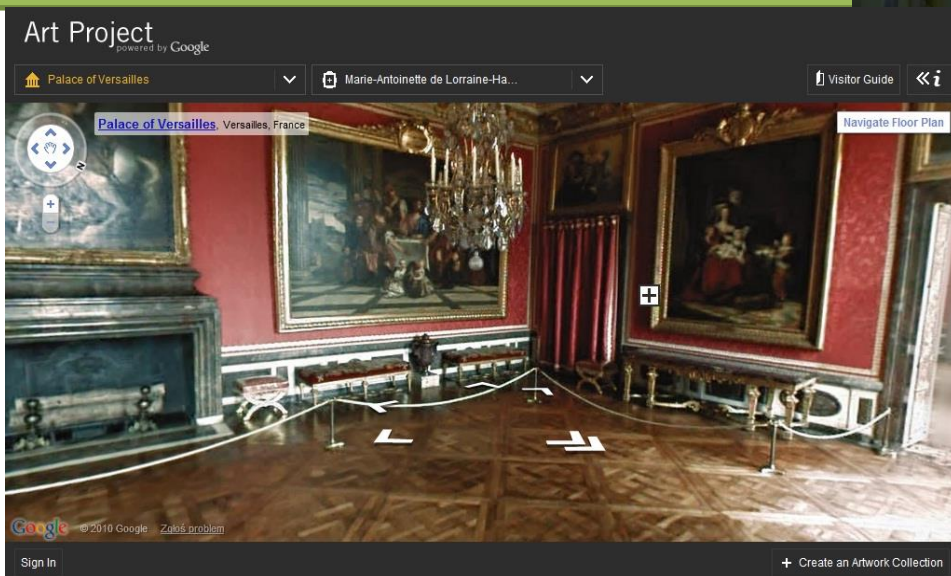 Art Project
powered by Google
Palace of Versailles
Marie-Antoinette de Lorraine-Ha...
Visitor Guide
Palace of Versailles, Versailles, France
Navigate Floor Plan
N
Google © 2010 Google Zgłoś problem
Sign In
+ Create an Artwork Collection